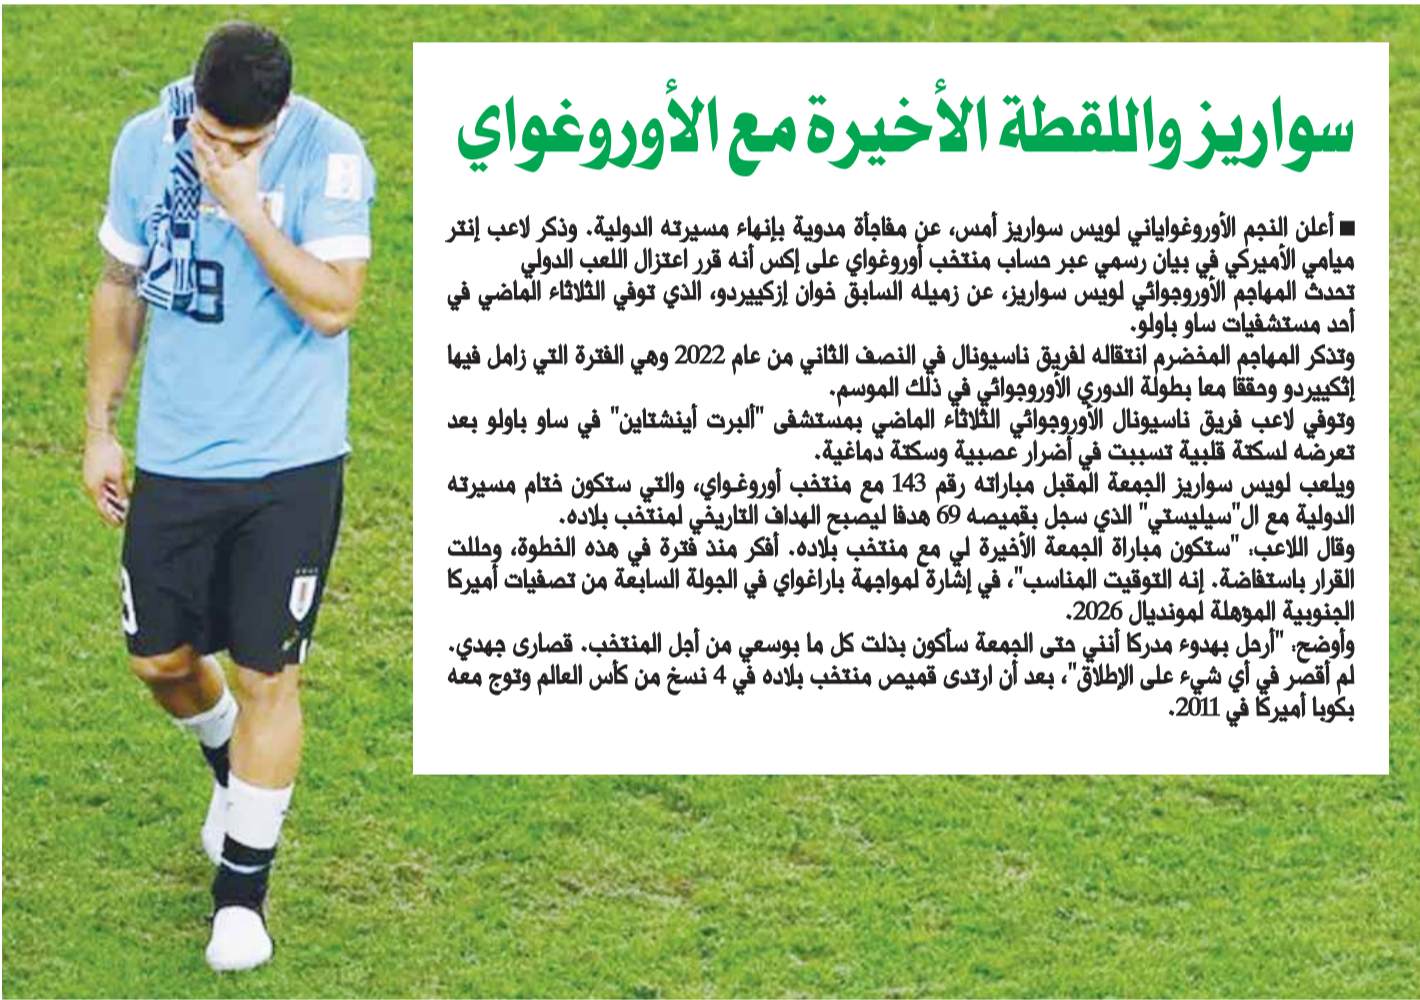 سواريز واللقطة الأخيرة مع الأوروغواي
■ أعلن النجم الأوروغواياني لويس سواريز أمس، عن مفاجأة مدوية بإنهاء مسيرته الدولية. وذكر لاعب إنتر
ميامي الأميركي في بيان رسمي عبر حساب منتخب أوروغواي على إكس أنه قرر اعتزال اللعب الدولي
تحدث المهاجم الأوروجوائي لويس سواريز، عن زميله السابق خوان إزكييردو، الذي توفي الثلاثاء الماضي في
أحد مستشفيات ساو باولو.
وتذكر المهاجم المخضرم انتقاله لفريق ناسيونال في النصف الثاني من عام 2022 وهي الفترة التي زامل فيها
إثكييردو وحققا معا بطولة الدوري الأوروجوائي في ذلك الموسم.
وتوفي لاعب فريق ناسيونال الأوروجوائي الثلاثاء الماضي بمستشفى "ألبرت أينشتاين" في ساو باولو بعد
تعرضه لسكتة قلبية تسببت في أضرار عصبية وسكتة دماغية.
ويلعب لويس سواريز الجمعة المقبل مباراته رقم 143 مع منتخب أوروغواي، والتي ستكون ختام مسيرته
الدولية مع ال"سيليستي" الذي سجل بقميصه 69 هدفا ليصبح الهداف التاريخي لمنتخب بلاده.
وقال اللاعب: "ستكون مباراة الجمعة الأخيرة لي مع منتخب بلاده. أفكر منذ فترة في هذه الخطوة، وحللت
القرار باستفاضة. إنه التوقيت المناسب"، في إشارة لمواجهة باراغواي في الجولة السابعة من تصفيات أميركا
الجنوبية المؤهلة لمونديال 2026.
وأوضح: "أرحل بهدوء مدركا أنني حتى الجمعة سأكون بذلت كل ما بوسعي من أجل المنتخب. قصارى جهدي.
لم أقصر في أي شيء على الإطلاق"، بعد أن ارتدى قميص منتخب بلاده في 4 نسخ من كأس العالم وتوج معه
بكوبا أميركا في 2011.